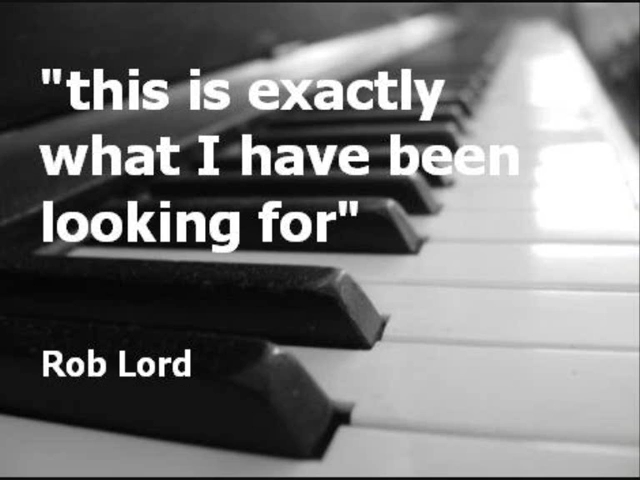 "this is exactly
what I have been
looking for"
Rob Lord